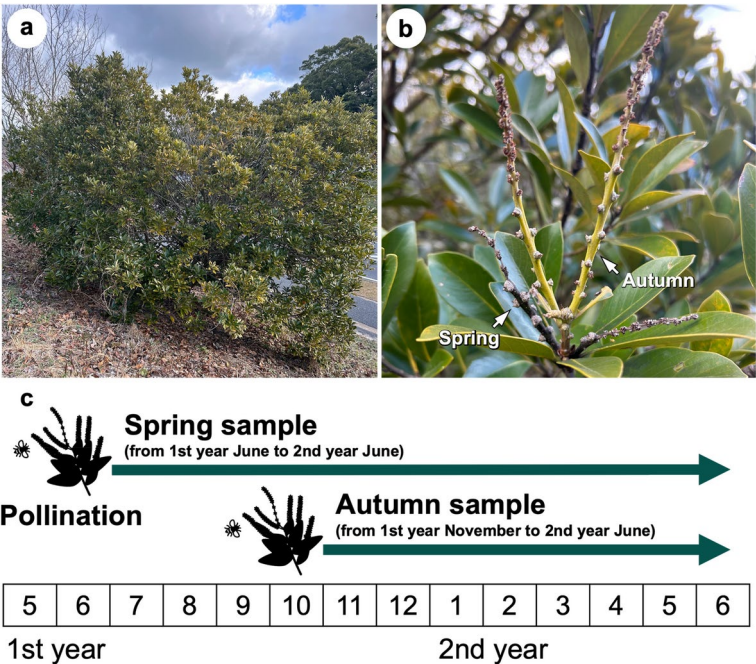 a
b
Autumn
Spring
c
Spring sample
(from 1st year June to 2nd year June)
Pollination
Autumn sample
(from 1st year November to 2nd year June)
5 6 7 8 9 10 11 12 1 2 3 4 5 6
1st year 2nd year